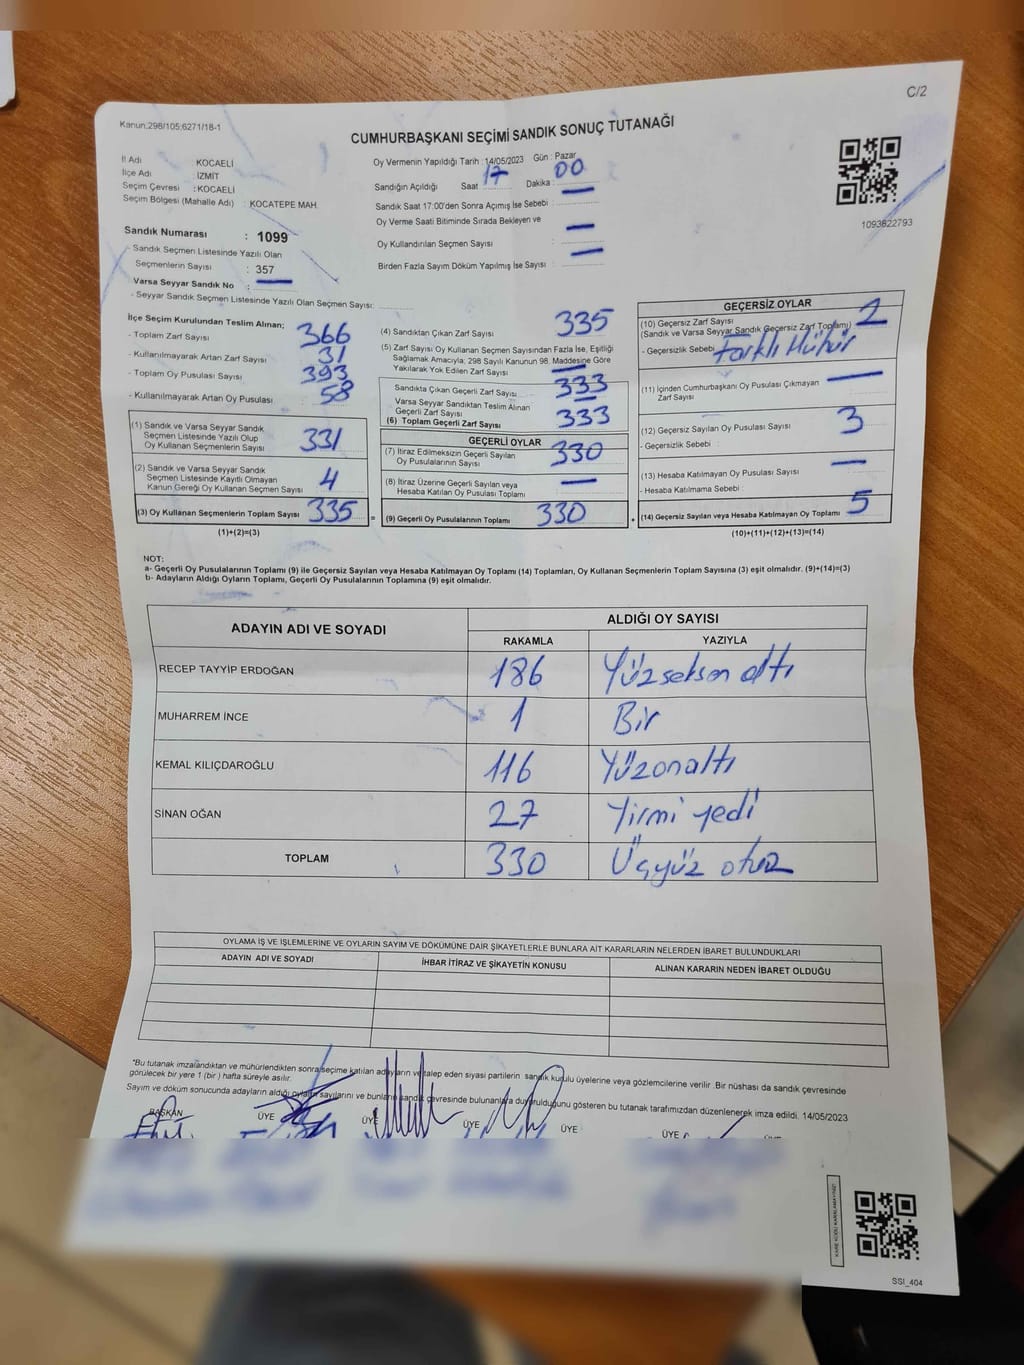 C/2
Kanun:298/105;6271/18-1
CUMHURBAŞKANI SEÇİMİ SANDIK SONUÇ TUTANAĞI
İl Adı : KOCAELİ
İlçe Adı : İZMİT
Seçim Çevresi : KOCAELİ
Seçim Bölgesi (Mahalle Adı) : KOCATEPE MAH.
Oy Vermenin Yapıldığı Tarih : 14/05/2023 Gün : Pazar
Sandığın Açıldığı Saat 17 Dakika : 00
Sandık Saat 17:00'den Sonra Açımış İse Sebebi : —
Oy Verme Saati Bitiminde Sırada Bekleyen ve
Oy Kullandırılan Seçmen Sayısı : —
Birden Fazla Sayım Döküm Yapılmış İse Sayısı : —
1093822793
Sandık Numarası : 1099
- Sandık Seçmen Listesinde Yazılı Olan
Seçmenlerin Sayısı : 357
Varsa Seyyar Sandık No : —
- Seyyar Sandık Seçmen Listesinde Yazılı Olan Seçmen Sayısı:
İlçe Seçim Kurulundan Teslim Alınan;
- Toplam Zarf Sayısı : 366
- Kullanılmayarak Artan Zarf Sayısı : 31
- Toplam Oy Pusulası Sayısı : 393
- Kullanılmayarak Artan Oy Pusulası : 58
(1) Sandık ve Varsa Seyyar Sandık
Seçmen Listesinde Yazılı Olup
Oy Kullanan Seçmenlerin Sayısı : 331
(2) Sandık ve Varsa Seyyar Sandık
Seçmen Listesinde Kayıtlı Olmayan
Kanun Gereği Oy Kullanan Seçmen Sayısı : 4
(3) Oy Kullanan Seçmenlerin Toplam Sayısı : 335
(1)+(2)=(3)
(4) Sandıktan Çıkan Zarf Sayısı : 335
(5) Zarf Sayısı Oy Kullanan Seçmen Sayısından Fazla İse, Eşitliği
Sağlamak Amacıyla, 298 Sayılı Kanunun 98. Maddesine Göre
Yakılarak Yok Edilen Zarf Sayısı : —
Sandıkta Çıkan Geçerli Zarf Sayısı : 333
Varsa Seyyar Sandıktan Teslim Alınan
Geçerli Zarf Sayısı : —
(6) Toplam Geçerli Zarf Sayısı : 333
GEÇERLİ OYLAR
(7) İtiraz Edilmeksizin Geçerli Sayılan
Oy Pusulalarının Sayısı : 330
(8) İtiraz Üzerine Geçerli Sayılan veya
Hesaba Katılan Oy Pusulası Toplamı : —
= (9) Geçerli Oy Pusulalarının Toplamı : 330
GEÇERSİZ OYLAR
(10) Geçersiz Zarf Sayısı
(Sandık ve Varsa Seyyar Sandık Geçersiz Zarf Toplamı) : 2
- Geçersizlik Sebebi : Farklı Mühür
(11) İçinden Cumhurbaşkanı Oy Pusulası Çıkmayan
Zarf Sayısı : —
(12) Geçersiz Sayılan Oy Pusulası Sayısı : 3
- Geçersizlik Sebebi :
(13) Hesaba Katılmayan Oy Pusulası Sayısı : —
- Hesaba Katılmama Sebebi :
+ (14) Geçersiz Sayılan veya Hesaba Katılmayan Oy Toplamı : 5
(10)+(11)+(12)+(13)=(14)
NOT:
a- Geçerli Oy Pusulalarının Toplamı (9) ile Geçersiz Sayılan veya Hesaba Katılmayan Oy Toplamı (14) Toplamları, Oy Kullanan Seçmenlerin Toplam Sayısına (3) eşit olmalıdır. (9)+(14)=(3)
b- Adayların Aldığı Oyların Toplamı, Geçerli Oy Pusulalarının Toplamına (9) eşit olmalıdır.
ADAYIN ADI VE SOYADI ALDIĞI OY SAYISI
RAKAMLA YAZIYLA
RECEP TAYYİP ERDOĞAN 186 Yüzseksen altı
MUHARREM İNCE 1 Bir
KEMAL KILIÇDAROĞLU 116 Yüzonaltı
SİNAN OĞAN 27 Yirmi yedi
TOPLAM 330 Üçyüz otuz
OYLAMA İŞ VE İŞLEMLERİNE VE OYLARIN SAYIM VE DÖKÜMÜNE DAİR ŞİKAYETLERLE BUNLARA AİT KARARLARIN NELERDEN İBARET BULUNDUKLARI
ADAYIN ADI VE SOYADI İHBAR İTİRAZ VE ŞİKAYETİN KONUSU ALINAN KARARIN NEDEN İBARET OLDUĞU
*Bu tutanak imzalandıktan ve mühürlendikten sonra seçime katılan adayların ve talep eden siyasi partilerin sandık kurulu üyelerine veya gözlemcilerine verilir. Bir nüshası da sandık çevresinde
görülecek bir yere 1 (bir) hafta süreyle asılır.
Sayım ve döküm sonucunda adayların aldığı oyların sayılarını ve bunların sandık çevresinde bulunanlara duyurulduğunu gösteren bu tutanak tarafımızdan düzenlenerek imza edildi. 14/05/2023
BAŞKAN ÜYE ÜYE ÜYE ÜYE ÜYE
KARE KODU KARALAMAYINIZ!
SSI_404